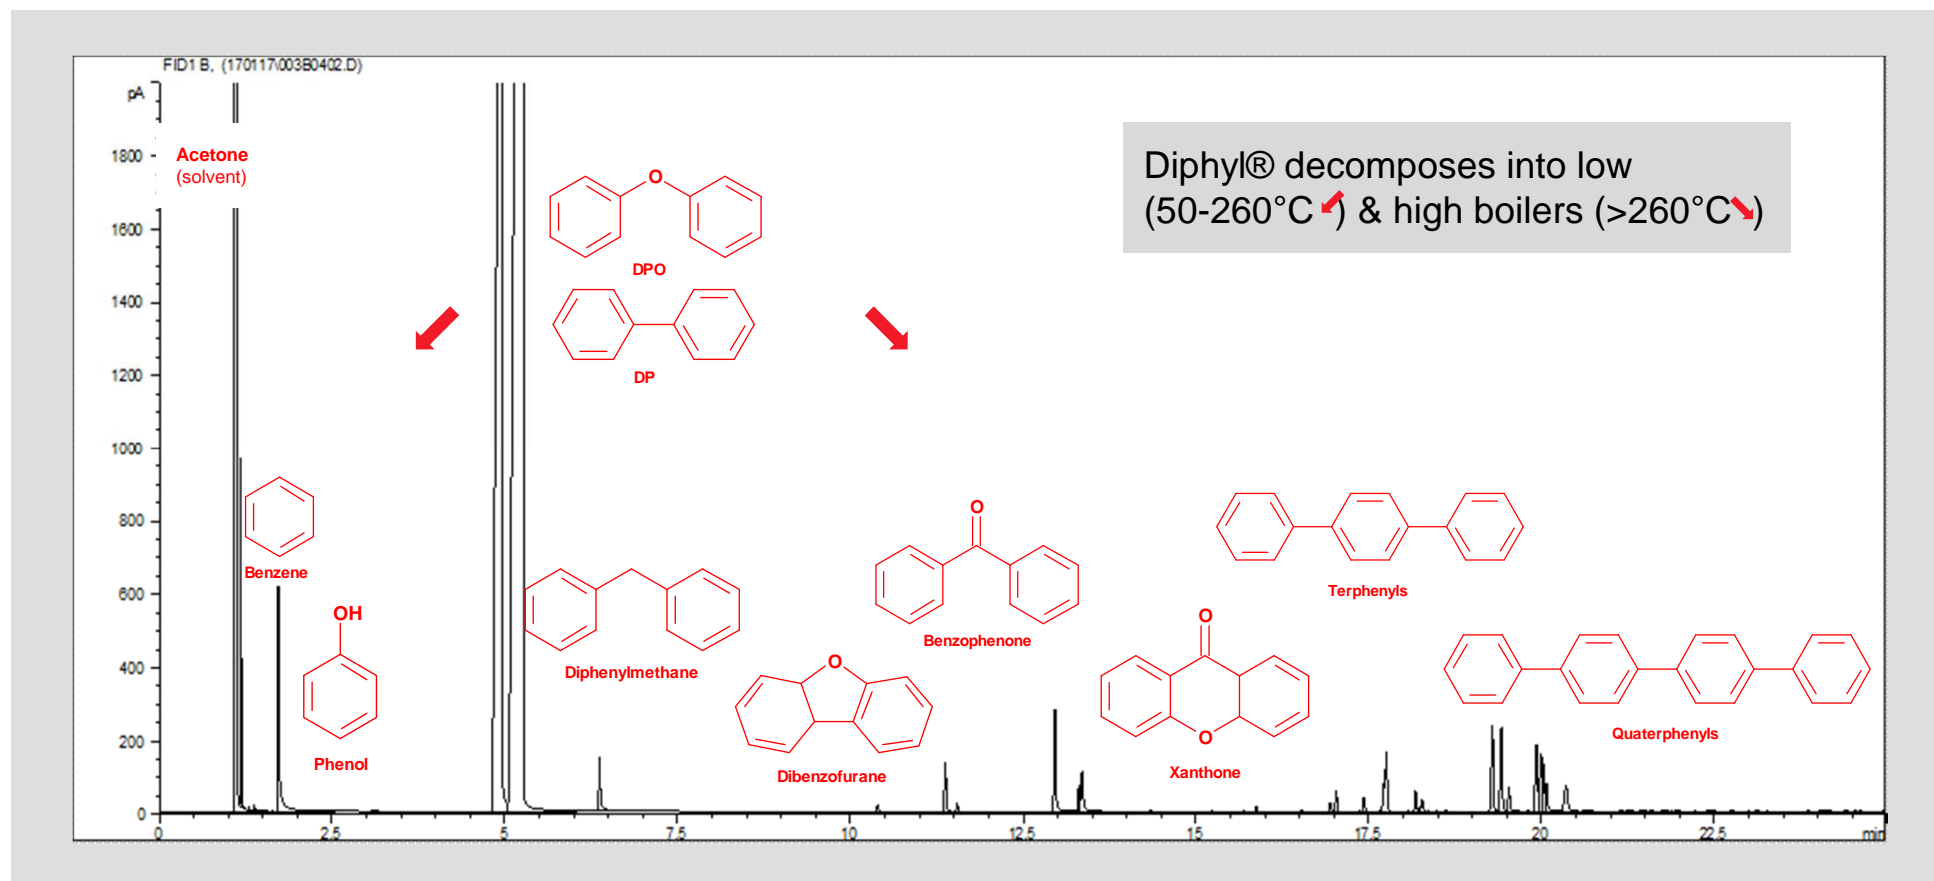 FID1 B, (170117\003B0402.D)
pA
1800
1600
1400
1200
1000
800
600
400
200
0
Acetone
(solvent)
O
DPO
DP
Diphyl® decomposes into low
(50-260°C ) & high boilers (>260°C )
Benzene
OH
Phenol
Diphenylmethane
O
Dibenzofurane
O
Benzophenone
O
O
Xanthone
Terphenyls
Quaterphenyls
0
2.5
5
7.5
10
12.5
15
17.5
20
22.5
min